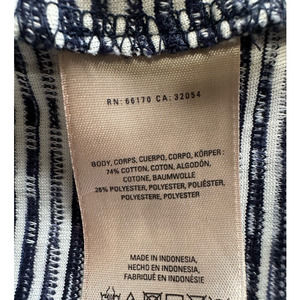 RN: 66170 CA: 32054
BODY, CORPS, CUERPO, CORPO, KÖRPER :
74% COTTON, COTON, ALGODÓN,
COTONE, BAUMWOLLE
26% POLYESTER, POLYESTER, POLIÉSTER,
POLIESTERE, POLYESTER
MADE IN INDONESIA,
HECHO EN INDONESIA,
FABRIQUÉ EN INDONÉSIE